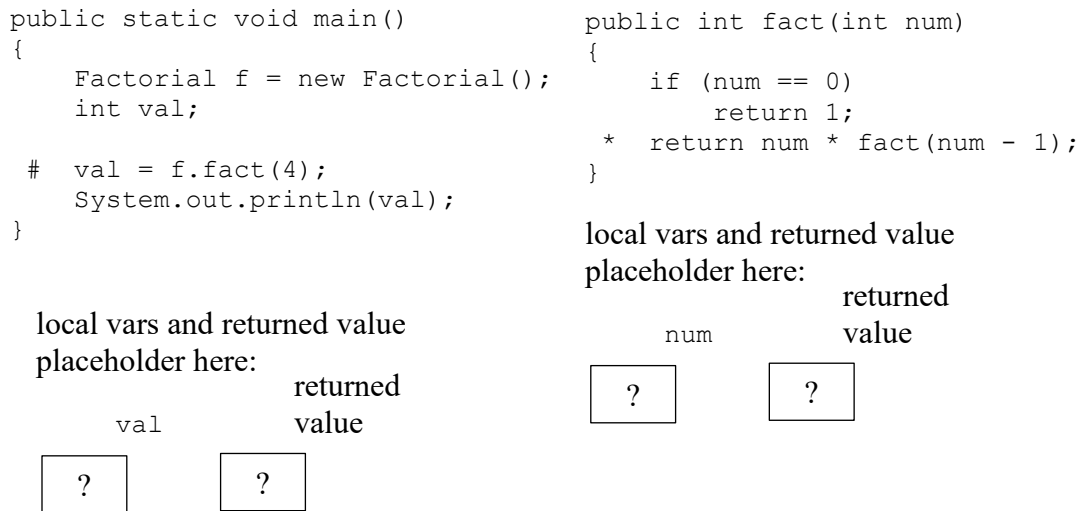 public static void main()
{
    Factorial f = new Factorial();
    int val;

 #  val = f.fact(4);
    System.out.println(val);
}
local vars and returned value
placeholder here:
returned
val value
? ?
public int fact(int num)
{
    if (num == 0)
        return 1;
 *  return num * fact(num - 1);
}
local vars and returned value
placeholder here:
returned
num value
? ?